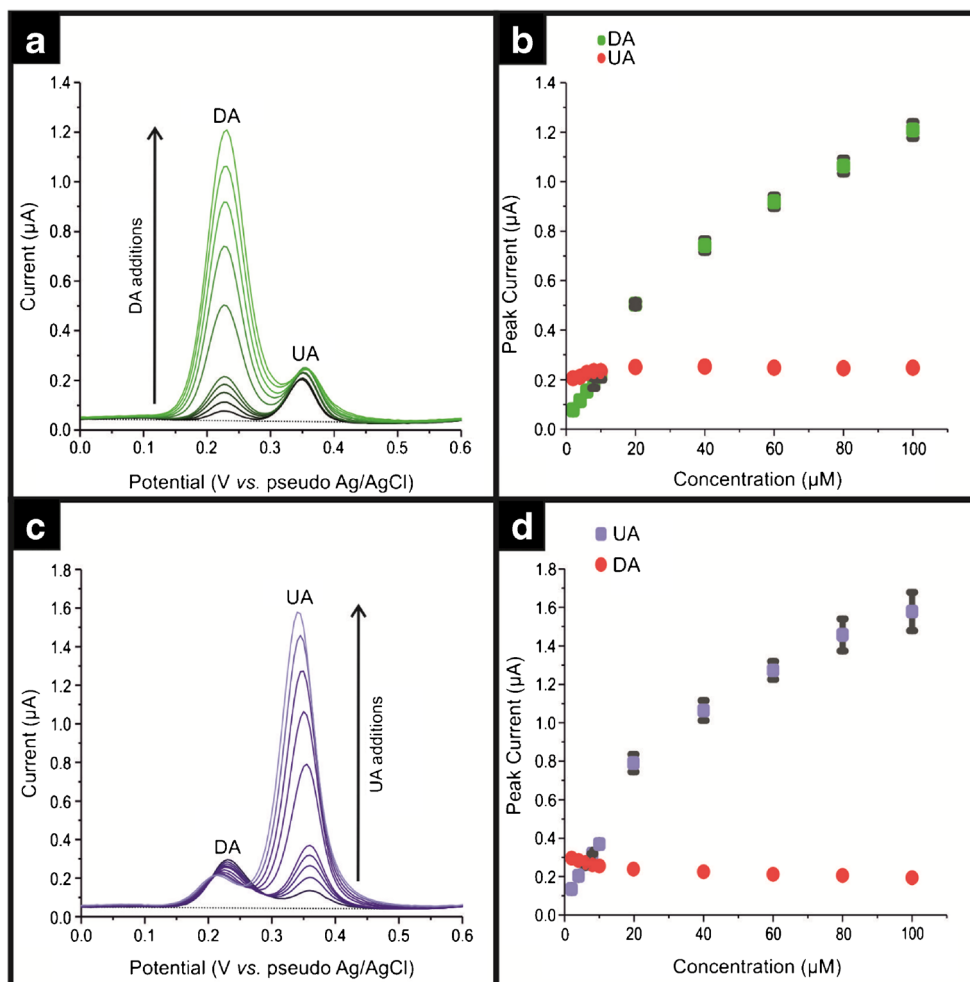 a
1.4
1.2
1.0
0.8
0.6
0.4
0.2
0.0
Current (µA)
DA additions
DA
UA
0.0 0.1 0.2 0.3 0.4 0.5 0.6
Potential (V vs. pseudo Ag/AgCl)
b
DA
UA
1.4
1.2
1.0
0.8
0.6
0.4
0.2
0.0
Peak Current (µA)
0 20 40 60 80 100
Concentration (µM)
c
1.8
1.6
1.4
1.2
1.0
0.8
0.6
0.4
0.2
0.0
Current (µA)
DA
UA
UA additions
0.0 0.1 0.2 0.3 0.4 0.5 0.6
Potential (V vs. pseudo Ag/AgCl)
d
UA
DA
1.8
1.6
1.4
1.2
1.0
0.8
0.6
0.4
0.2
0.0
Peak Current (µA)
0 20 40 60 80 100
Concentration (µM)